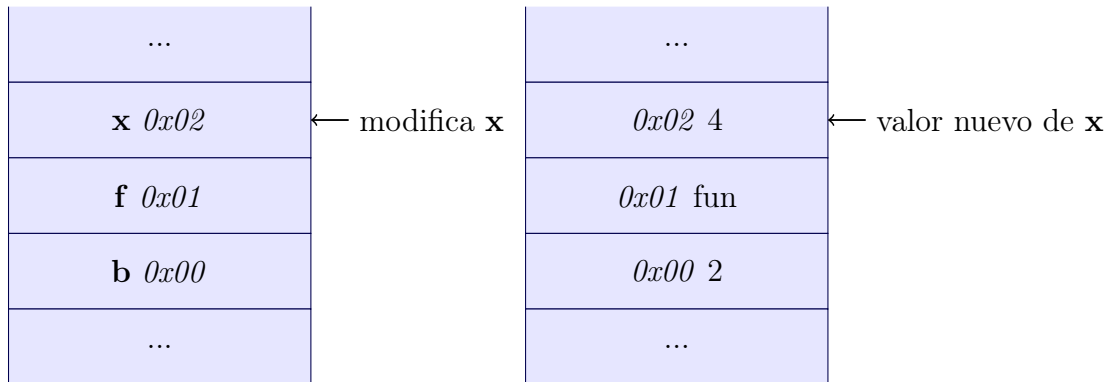 ...
x 0x02
modifica x
f 0x01
b 0x00
...
...
0x02 4
valor nuevo de x
0x01 fun
0x00 2
...